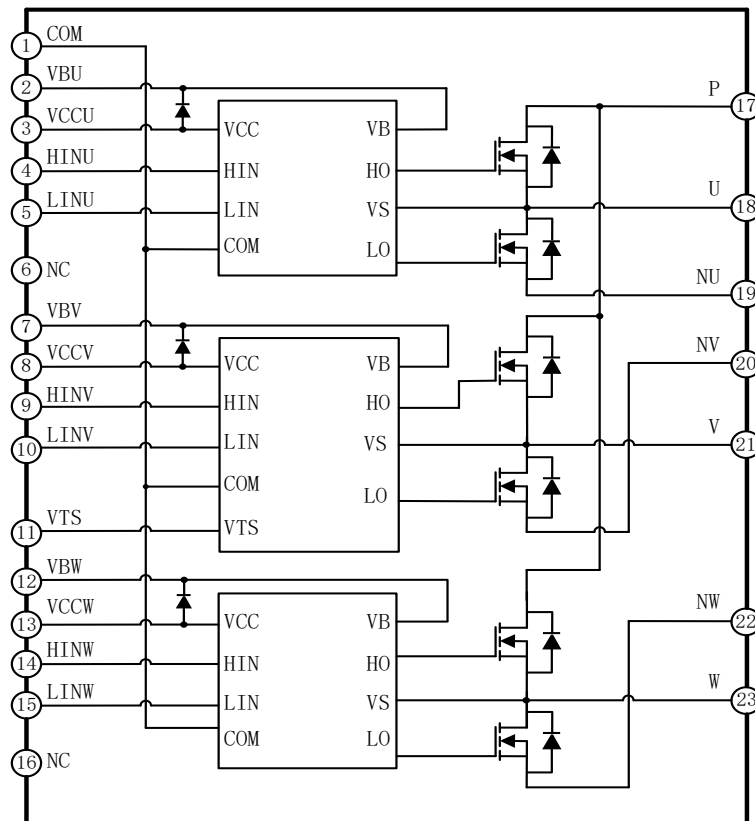 1 COM
2 VBU
3 VCCU
4 HINU
5 LINU
6 NC
7 VBV
8 VCCV
9 HINV
10 LINV
11 VTS
12 VBW
13 VCCW
14 HINW
15 LINW
16 NC
VCC VB
HIN HO
LIN VS
COM LO
VCC VB
HIN HO
LIN VS
COM LO
VTS
VCC VB
HIN HO
LIN VS
COM LO
P 17
U 18
NU 19
NV 20
V 21
NW 22
W 23